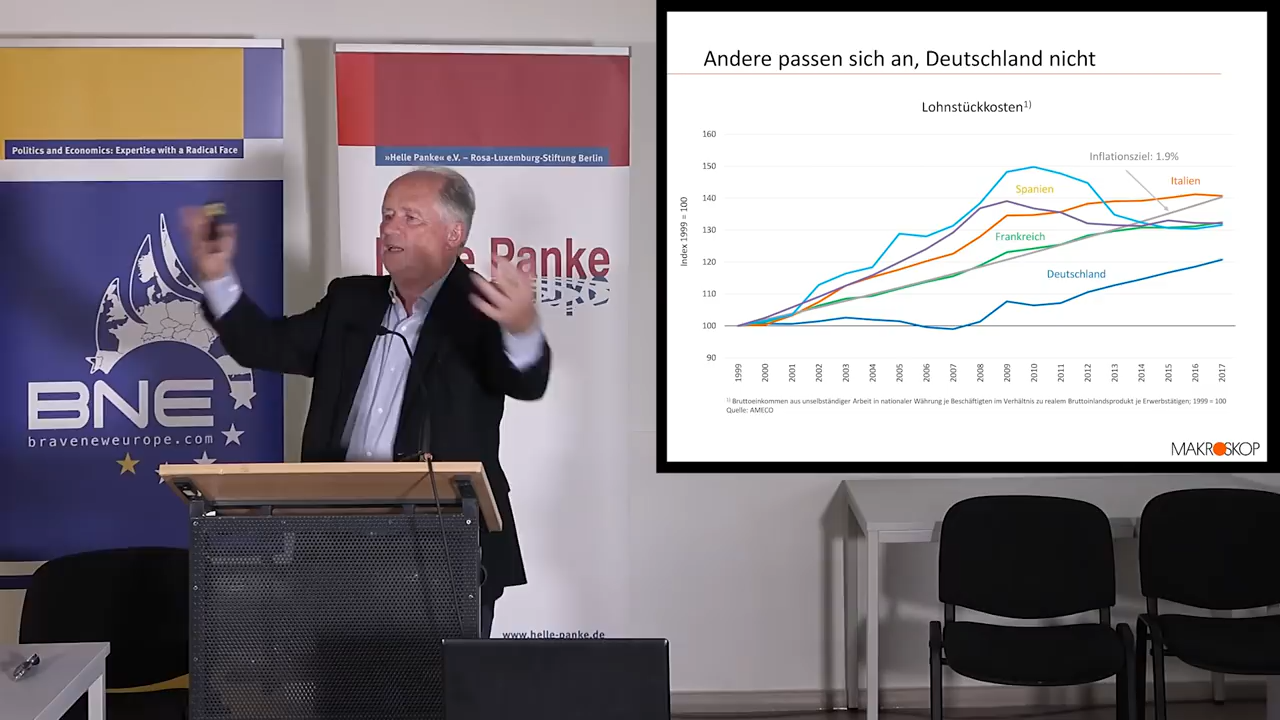 Politics and Economics: Expertise with a Radical Face
BNE
braveneweurope.com
»Helle Panke« e.V. – Rosa-Luxemburg-Stiftung Berlin
Panke
www.helle-panke.de
Andere passen sich an, Deutschland nicht
Lohnstückkosten1)
Index 1999 = 100
160
150
140
130
120
110
100
90
Inflationsziel: 1.9%
Italien
Spanien
Frankreich
Deutschland
1999 2000 2001 2002 2003 2004 2005 2006 2007 2008 2009 2010 2011 2012 2013 2014 2015 2016 2017
1) Bruttoeinkommen aus unselbständiger Arbeit in nationaler Währung je Beschäftigten im Verhältnis zu realem Bruttoinlandsprodukt je Erwerbstätigen; 1999 = 100
Quelle: AMECO
MAKROSKOP